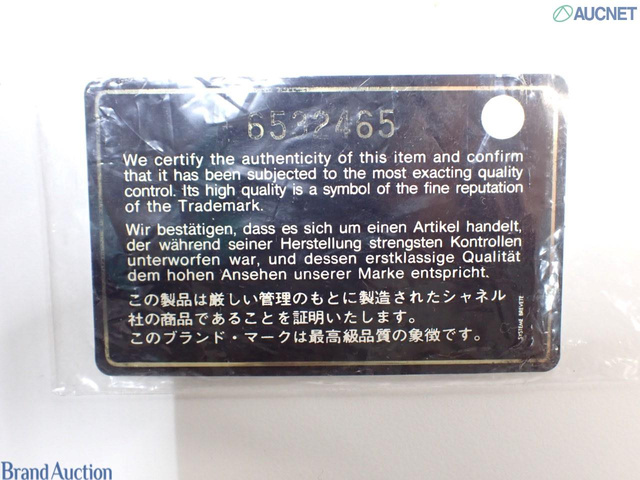 AUCNET
6532465
We certify the authenticity of this item and confirm
that it has been subjected to the most exacting quality
control. Its high quality is a symbol of the fine reputation
of the Trademark.
Wir bestätigen, dass es sich um einen Artikel handelt,
der während seiner Herstellung strengsten Kontrollen
unterworfen war, und dessen erstklassige Qualität
dem hohen Ansehen unserer Marke entspricht.
この製品は厳しい管理のもとに製造されたシャネル
社の商品であることを証明いたします。
このブランド・マークは最高級品質の象徴です。
SYSTEME BREVETE
Brand Auction